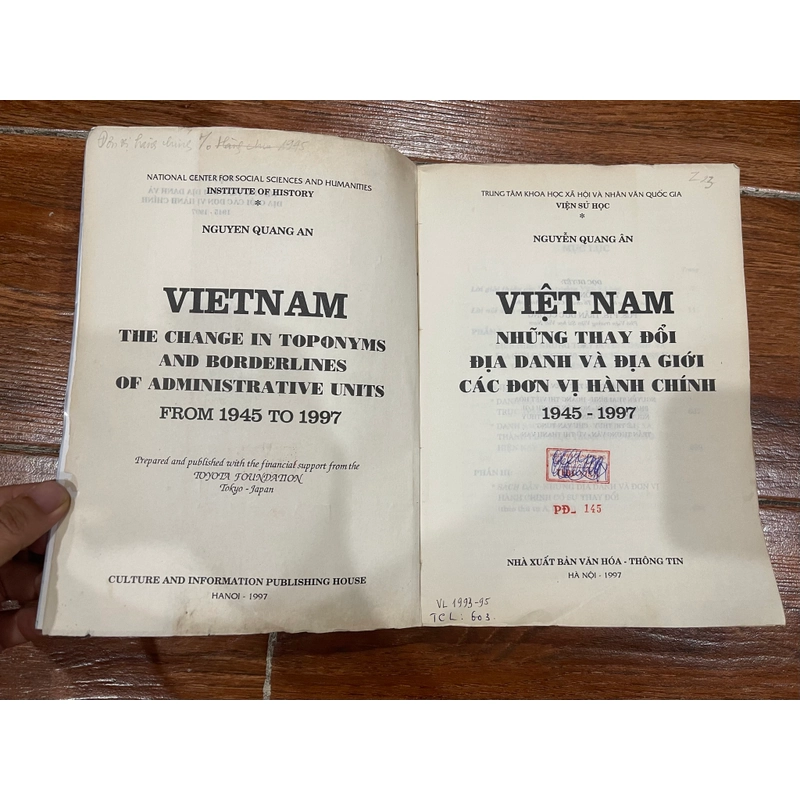 NATIONAL CENTER FOR SOCIAL SCIENCES AND HUMANITIES
INSTITUTE OF HISTORY
*
NGUYEN QUANG AN
VIETNAM
THE CHANGE IN TOPONYMS
AND BORDERLINES
OF ADMINISTRATIVE UNITS
FROM 1945 TO 1997
Prepared and published with the financial support from the
TOYOTA FOUNDATION
Tokyo - Japan
CULTURE AND INFORMATION PUBLISHING HOUSE
HANOI - 1997
TRUNG TÂM KHOA HỌC XÃ HỘI VÀ NHÂN VĂN QUỐC GIA
VIỆN SỬ HỌC
*
NGUYỄN QUANG ÂN
VIỆT NAM
NHỮNG THAY ĐỔI
ĐỊA DANH VÀ ĐỊA GIỚI
CÁC ĐƠN VỊ HÀNH CHÍNH
1945 - 1997
PĐ- 145
NHÀ XUẤT BẢN VĂN HÓA - THÔNG TIN
HÀ NỘI - 1997
VL 1993-95
TCL: 603